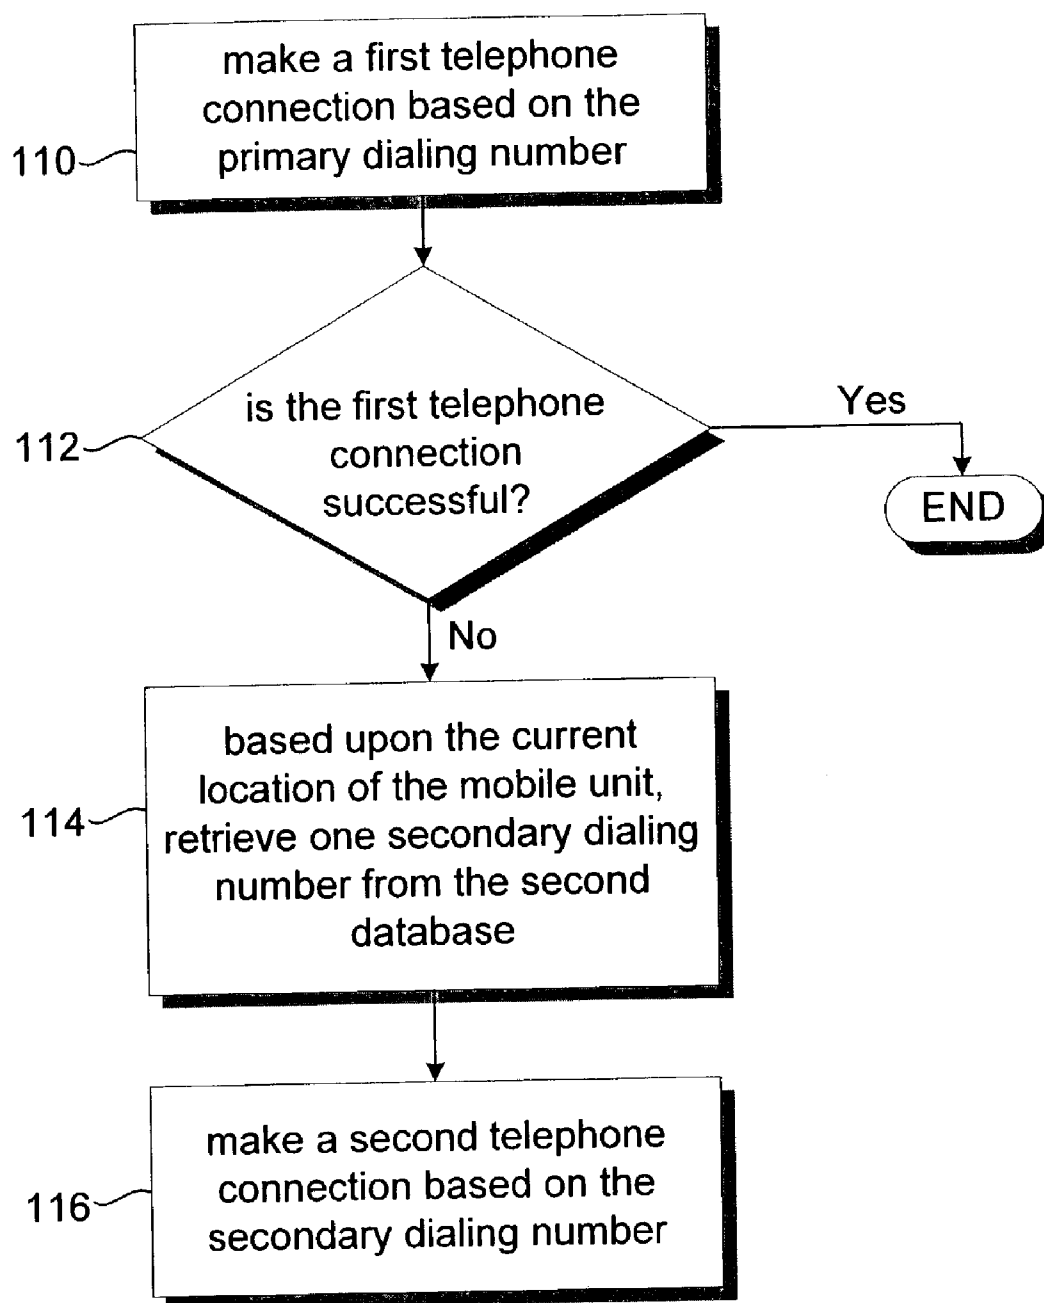 make a first telephone
connection based on the
primary dialing number
110
is the first telephone
connection
successful?
112
Yes
END
No
based upon the current
location of the mobile unit,
retrieve one secondary dialing
number from the second
database
114
make a second telephone
connection based on the
secondary dialing number
116